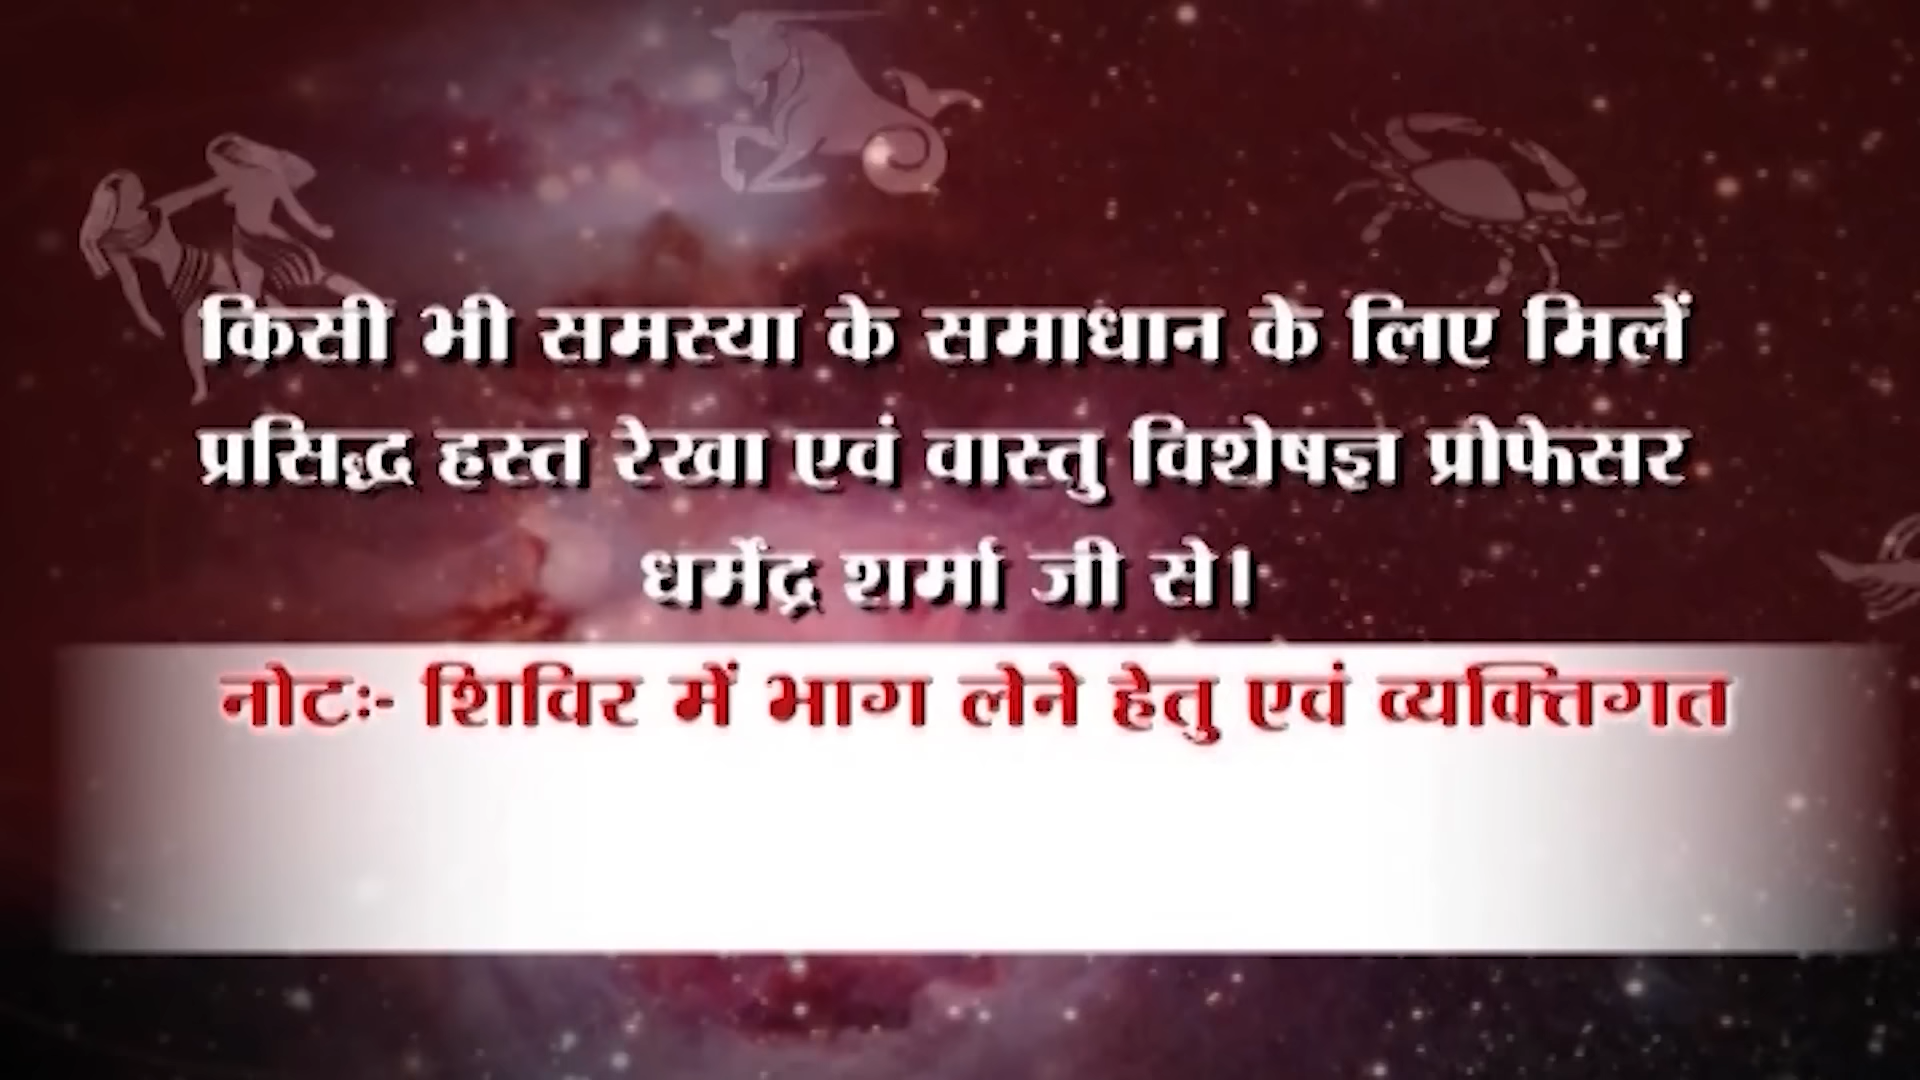 किसी भी समस्या के समाधान के लिए मिलें
प्रसिद्ध हस्त रेखा एवं वास्तु विशेषज्ञ प्रोफेसर
धर्मेंद्र शर्मा जी से।
नोटः- शिविर में भाग लेने हेतु एवं व्यक्तिगत